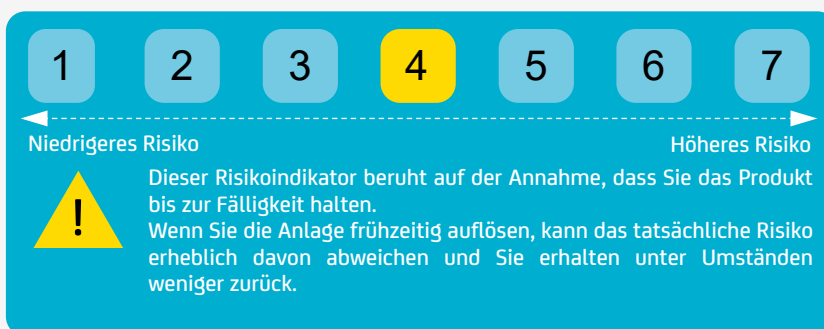 1 2 3 4 5 6 7
Niedrigeres Risiko Höheres Risiko
Dieser Risikoindikator beruht auf der Annahme, dass Sie das Produkt
bis zur Fälligkeit halten.
Wenn Sie die Anlage frühzeitig auflösen, kann das tatsächliche Risiko
erheblich davon abweichen und Sie erhalten unter Umständen
weniger zurück.
!